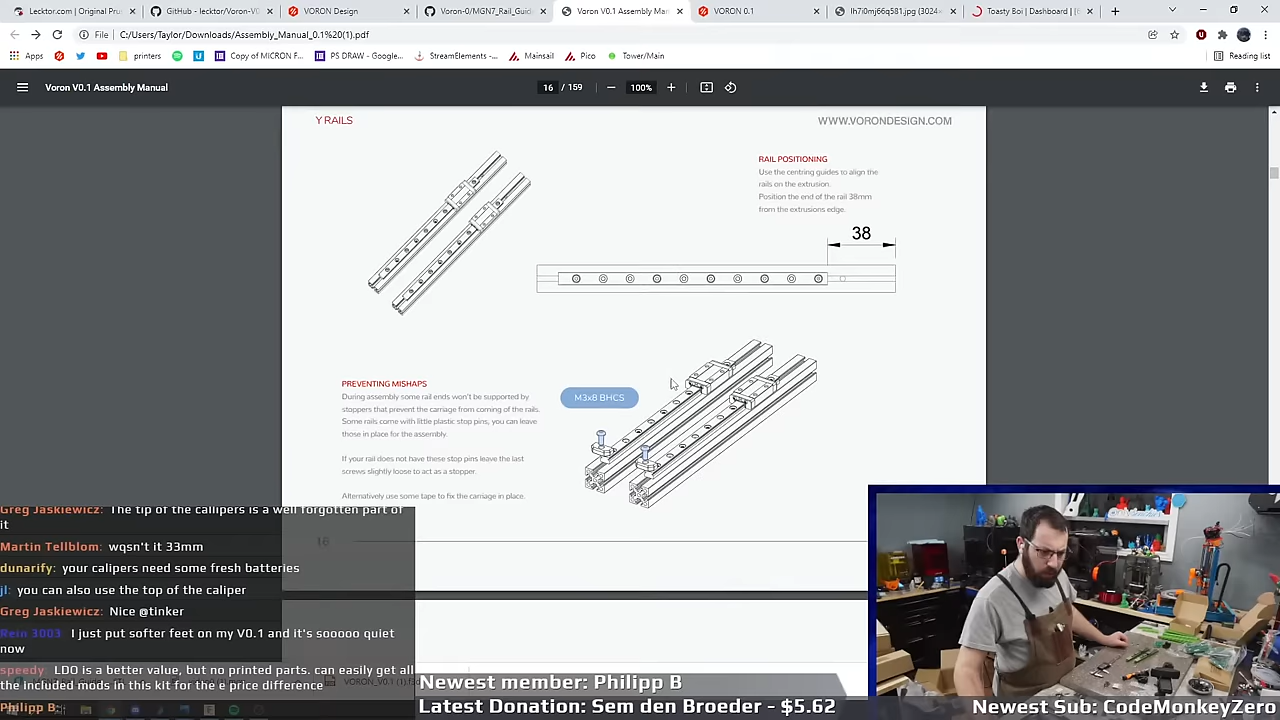 Lecktor.com | Original Pru
GitHub - lecktor/Voron-V0
VORON Design
Voron-0/MGN7_Rail_Guide
Voron V0.1 Assembly Man
VORON 0.1
lh7i0mj66q581.jpg (3024×
Toasty Boi | Dashboard | (
File
C:/Users/Taylor/Downloads/Assembly_Manual_0.1%20(1).pdf
Apps
printers
Copy of MICRON F...
PS DRAW - Google...
StreamElements -...
Mainsail
Pico
Tower/Main
Reading list
Voron V0.1 Assembly Manual
16 / 159
100%
Y RAILS
WWW.VORONDESIGN.COM
RAIL POSITIONING
Use the centring guides to align the
rails on the extrusion.
Position the end of the rail 38mm
from the extrusions edge.
38
PREVENTING MISHAPS
During assembly some rail ends won't be supported by
stoppers that prevent the carriage from coming of the rails.
Some rails come with little plastic stop pins, you can leave
those in place for the assembly.
If your rail does not have these stop pins leave the last
screws slightly loose to act as a stopper.
Alternatively use some tape to fix the carriage in place.
M3x8 BHCS
16
Greg Jaskiewicz: The tip of the callipers is a well forgotten part of
it
Martin Tellblom: wqsn't it 33mm
dunarify: your calipers need some fresh batteries
jl: you can also use the top of the caliper
Greg Jaskiewicz: Nice @tinker
Rein 3003 I just put softer feet on my V0.1 and it's sooooo quiet
now
speedy: LDO is a better value, but no printed parts. can easily get all
the included mods in this kit for the e price difference
Philipp B:
Newest member: Philipp B
Latest Donation: Sem den Broeder - $5.62
Newest Sub: CodeMonkeyZero